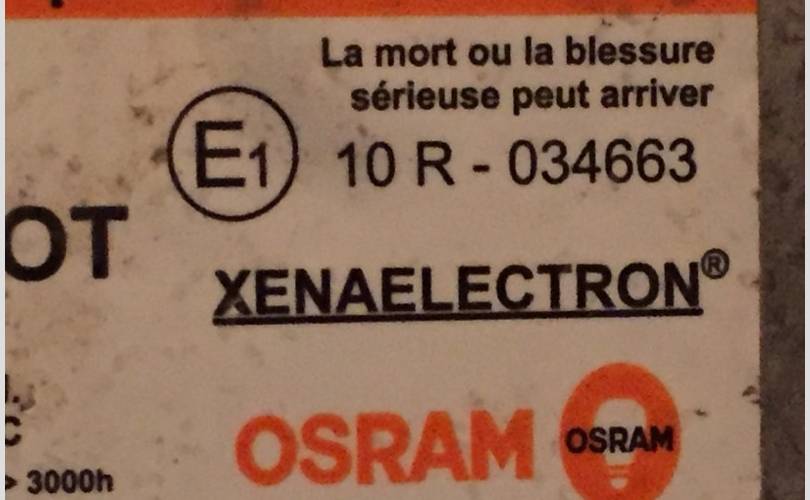 La mort ou la blessure
sérieuse peut arriver
E1 10 R - 034663
OT
XENAELECTRON®
OSRAM OSRAM
C
> 3000h